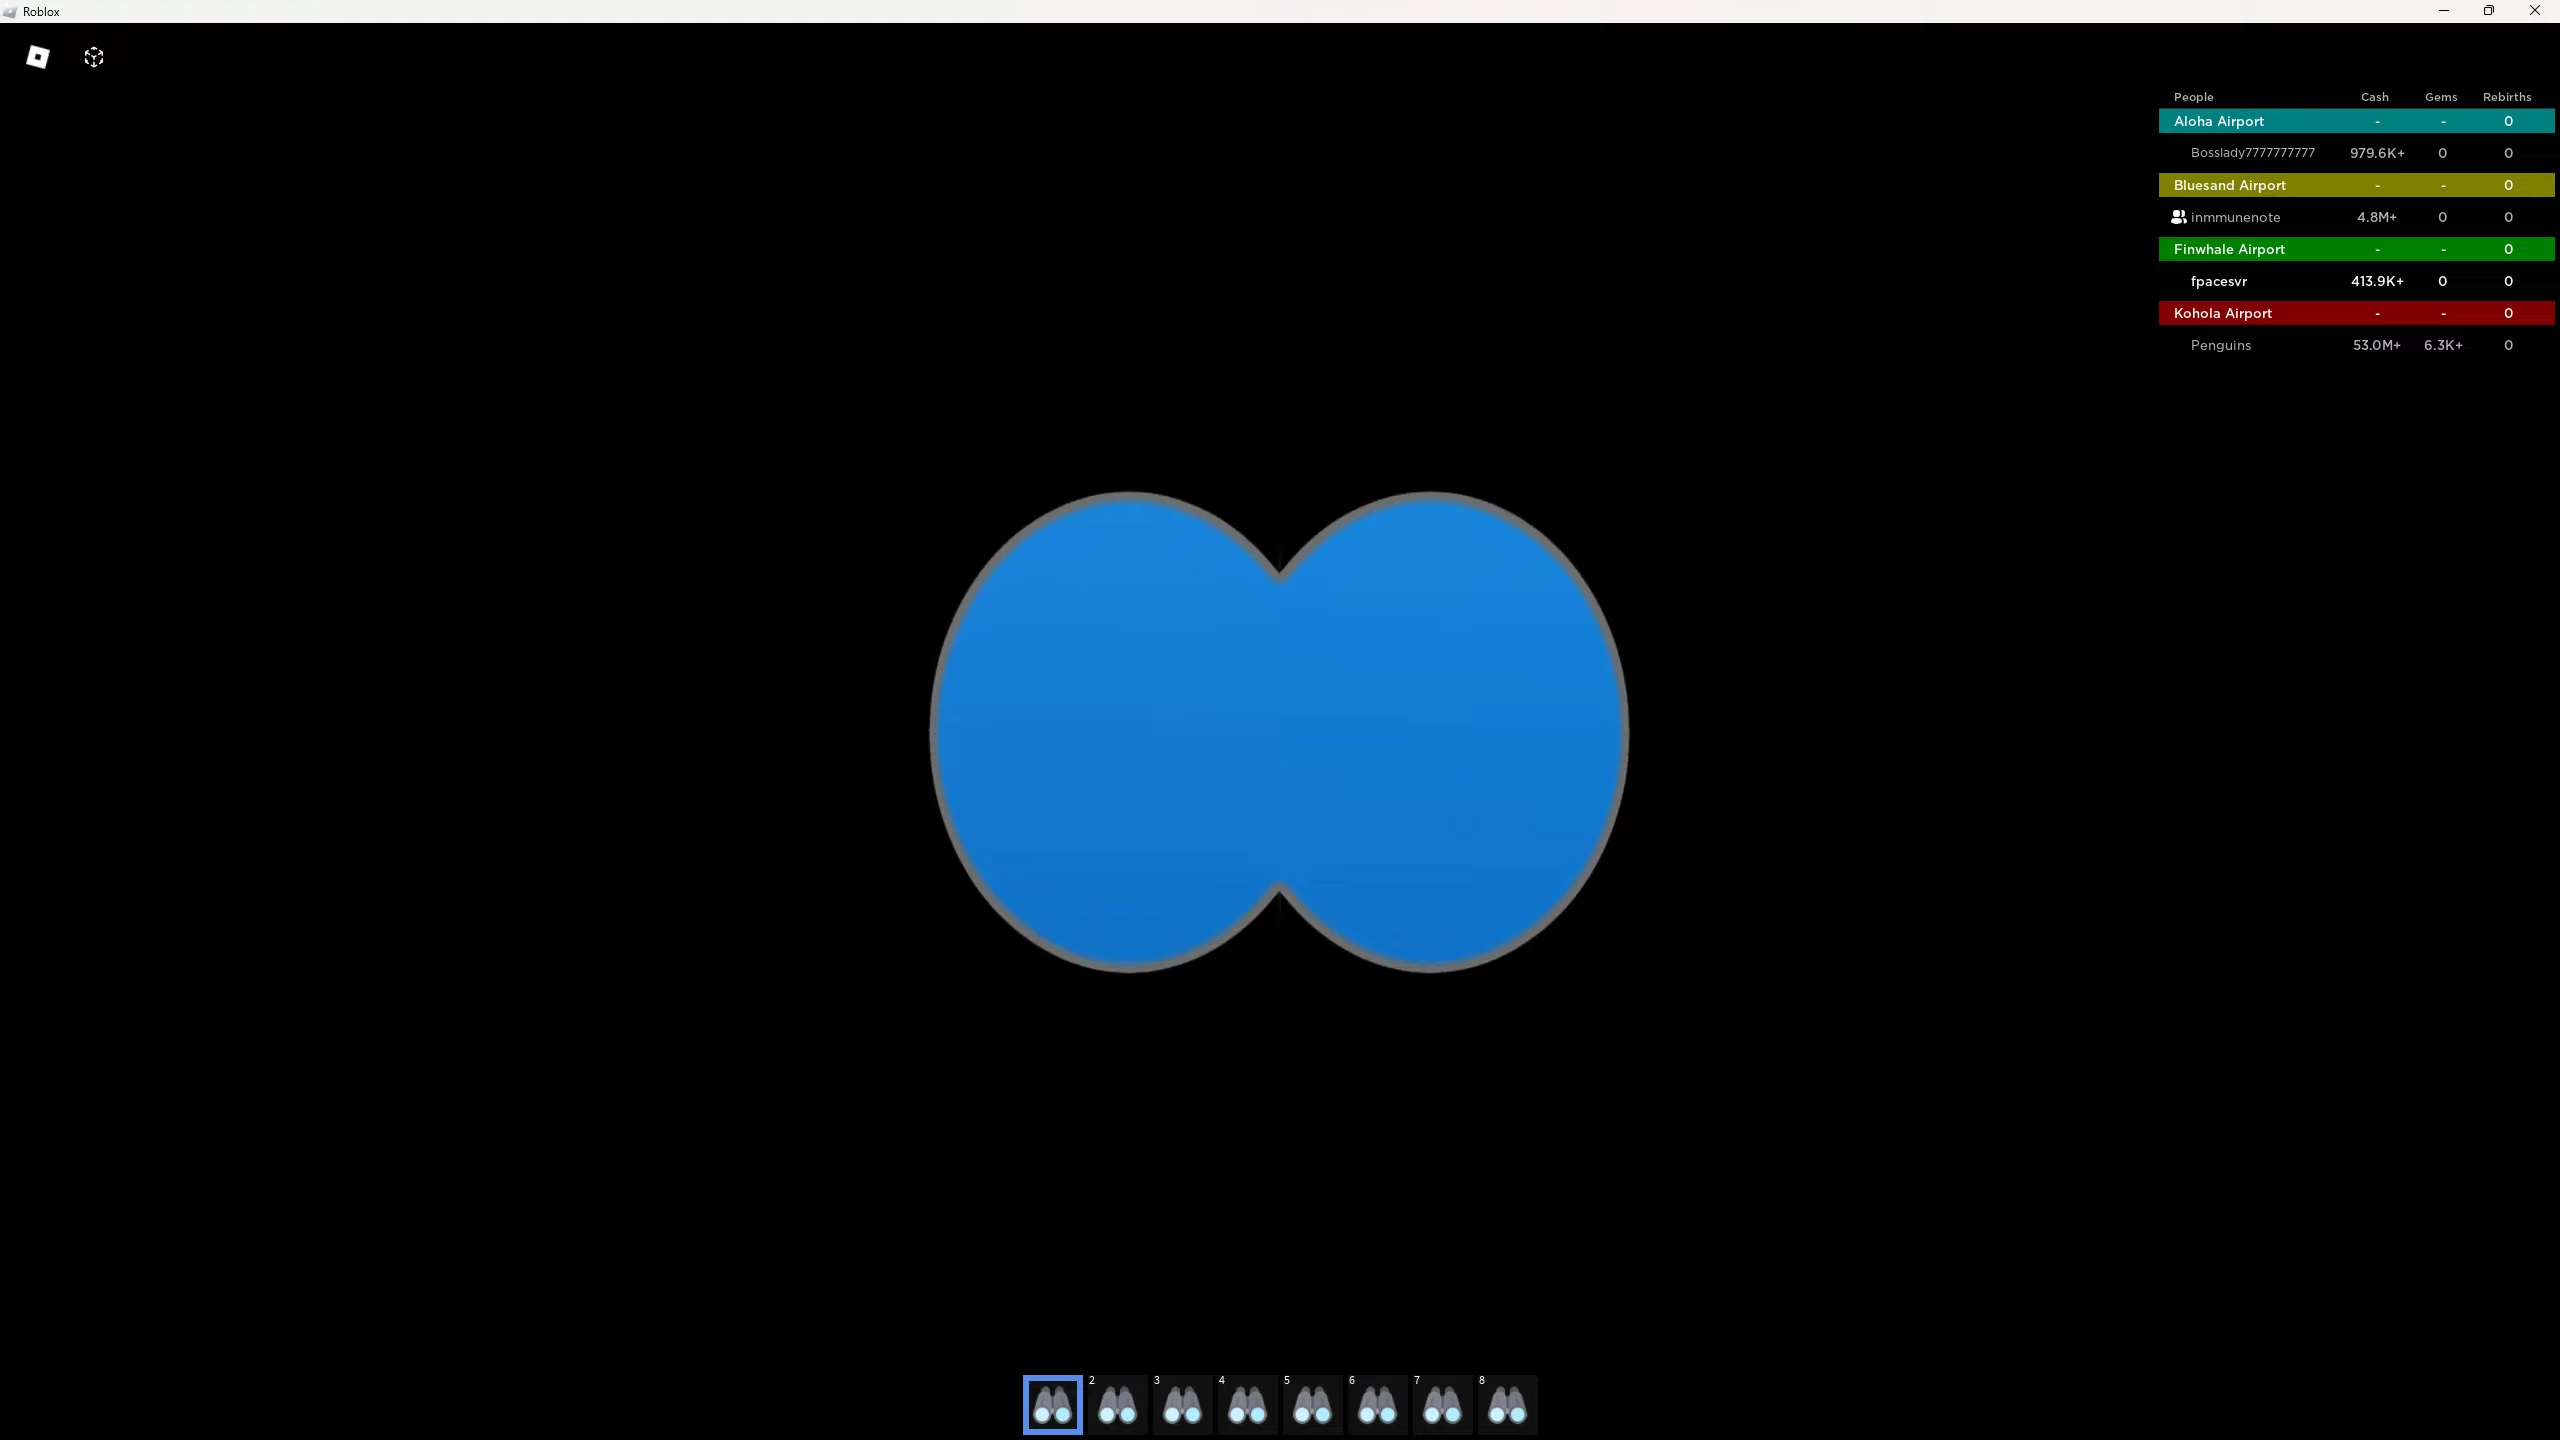 Roblox
People Cash Gems Rebirths
Aloha Airport - - 0
Bosslady7777777777 979.6K+ 0 0
Bluesand Airport - - 0
inmmunenote 4.8M+ 0 0
Finwhale Airport - - 0
fpacesvr 413.9K+ 0 0
Kohola Airport - - 0
Penguins 53.0M+ 6.3K+ 0
2 3 4 5 6 7 8